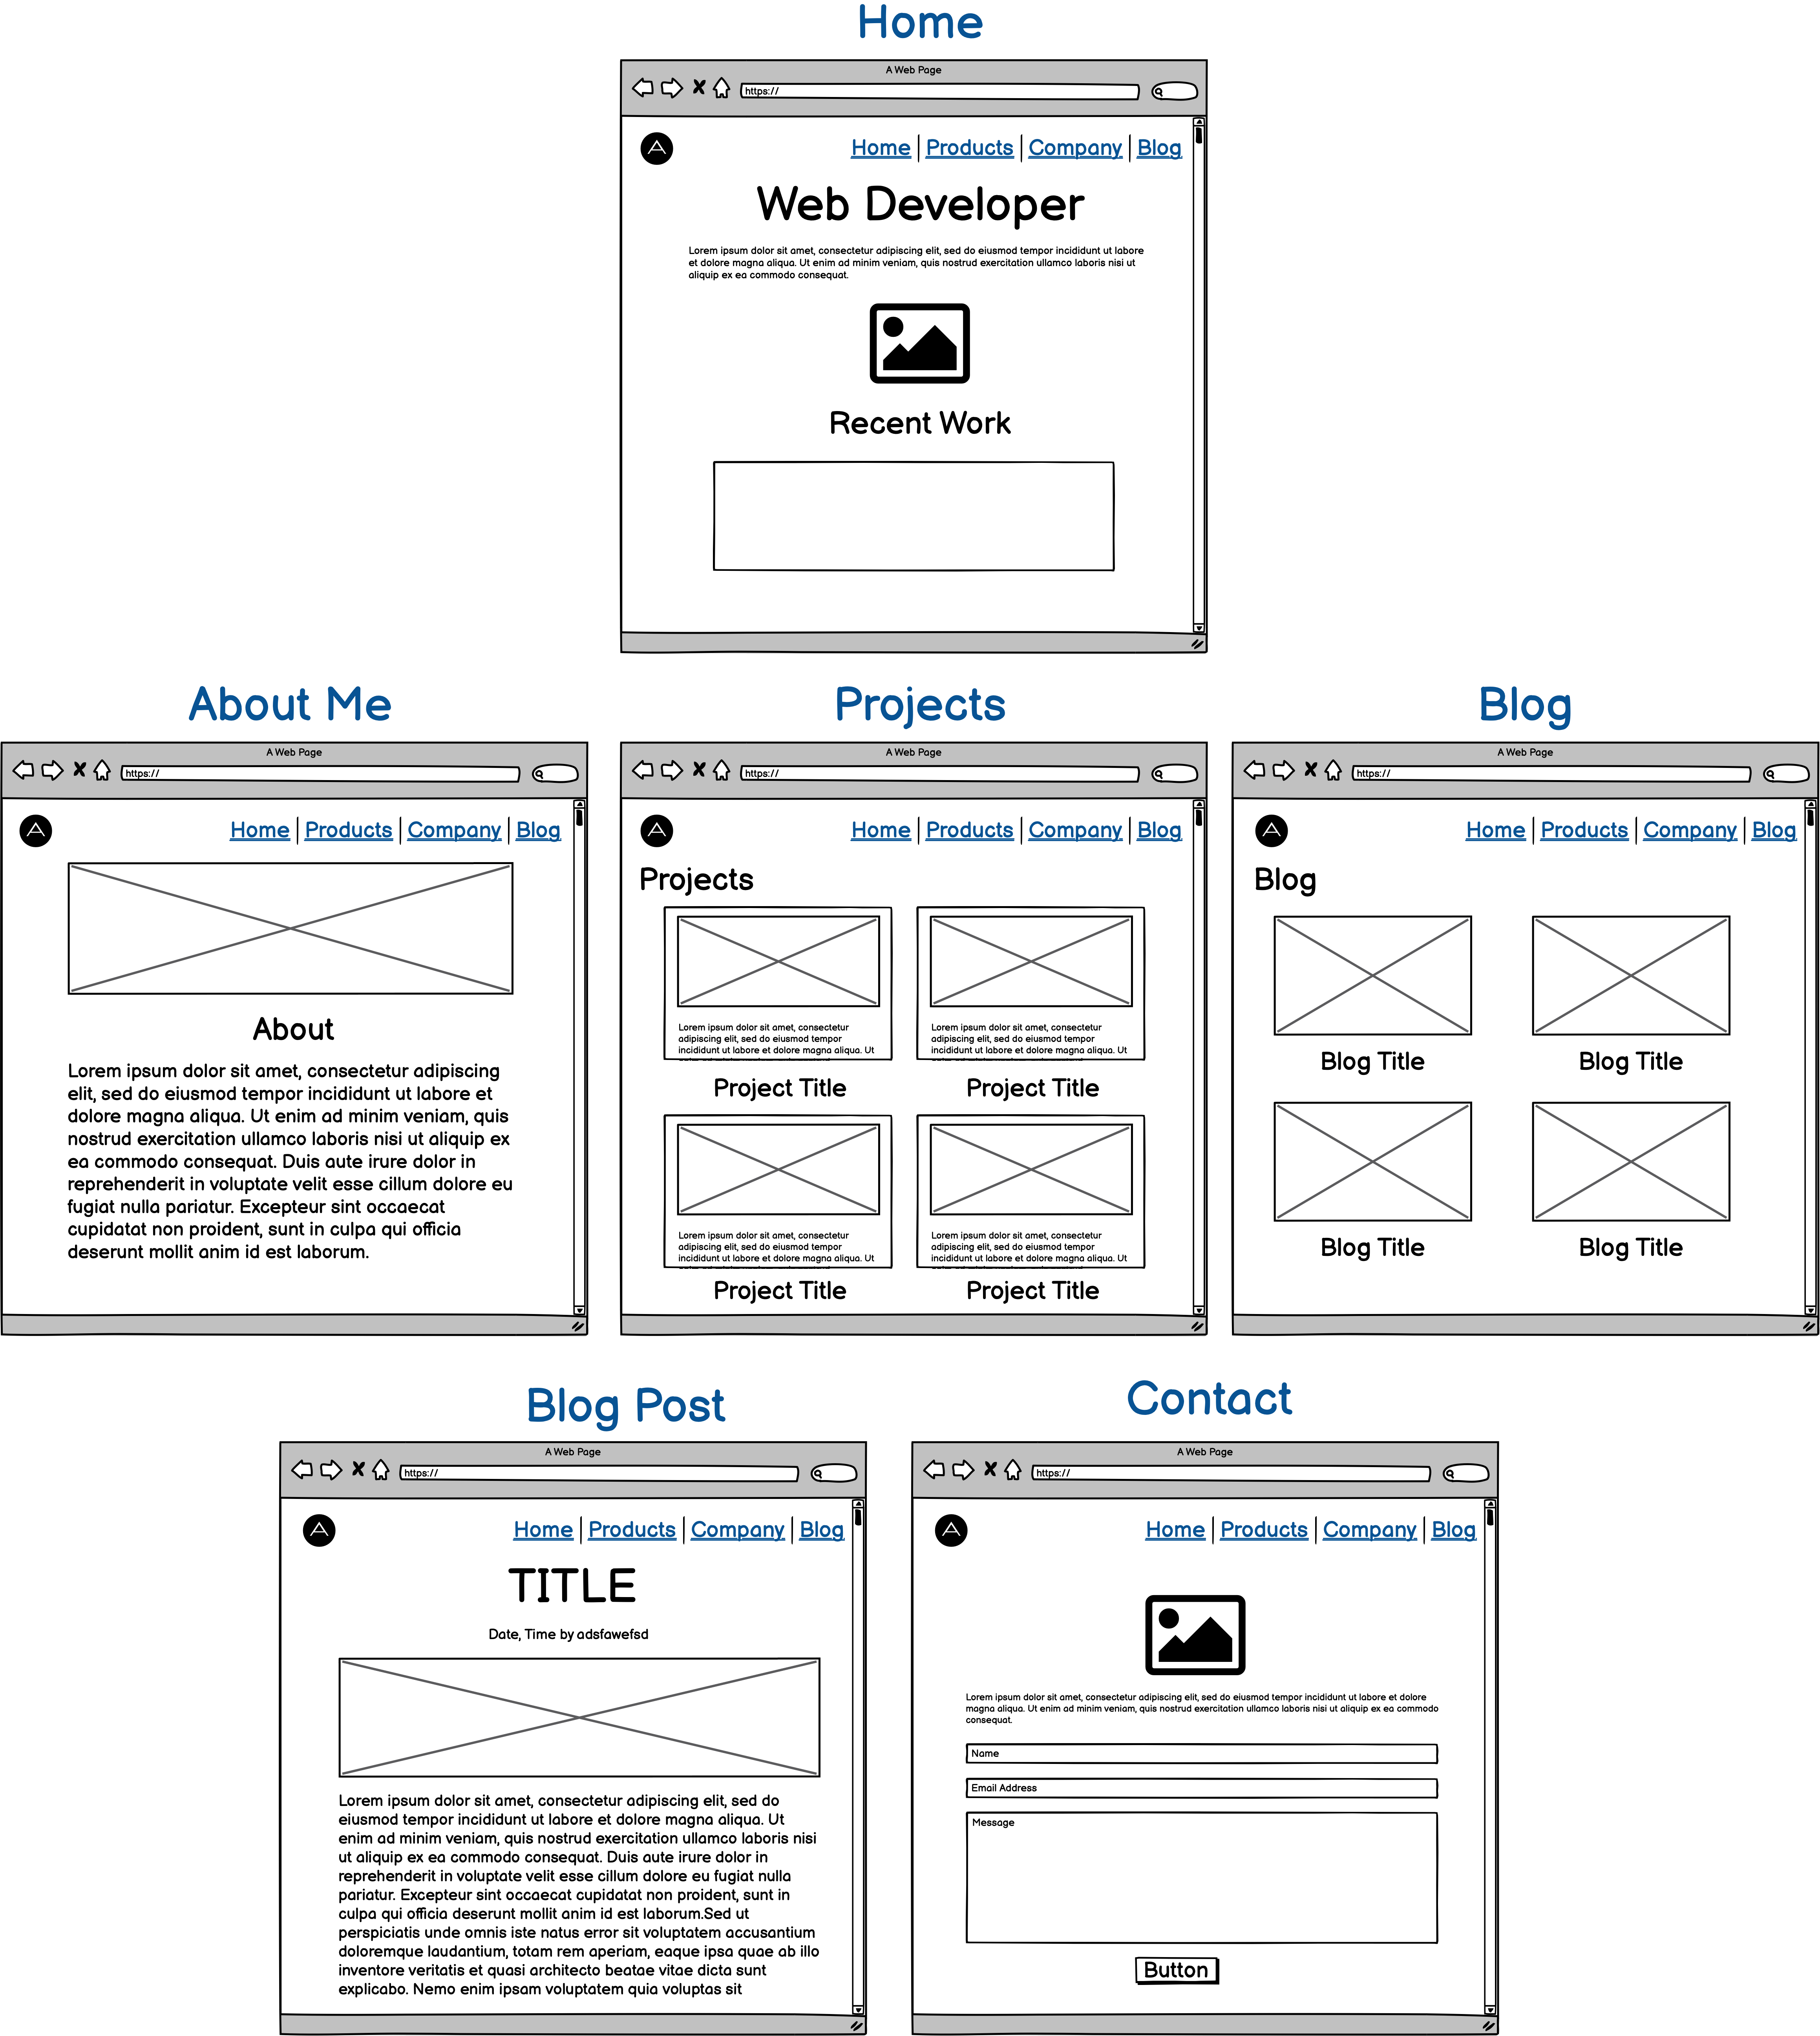 Home
A Web Page
https://
A
Home | Products | Company | Blog
Web Developer
Lorem ipsum dolor sit amet, consectetur adipiscing elit, sed do eiusmod tempor incididunt ut labore
et dolore magna aliqua. Ut enim ad minim veniam, quis nostrud exercitation ullamco laboris nisi ut
aliquip ex ea commodo consequat.
Recent Work
About Me
A Web Page
https://
A
Home | Products | Company | Blog
About
Lorem ipsum dolor sit amet, consectetur adipiscing
elit, sed do eiusmod tempor incididunt ut labore et
dolore magna aliqua. Ut enim ad minim veniam, quis
nostrud exercitation ullamco laboris nisi ut aliquip ex
ea commodo consequat. Duis aute irure dolor in
reprehenderit in voluptate velit esse cillum dolore eu
fugiat nulla pariatur. Excepteur sint occaecat
cupidatat non proident, sunt in culpa qui officia
deserunt mollit anim id est laborum.
Projects
A Web Page
https://
A
Home | Products | Company | Blog
Projects
Lorem ipsum dolor sit amet, consectetur
adipiscing elit, sed do eiusmod tempor
incididunt ut labore et dolore magna aliqua. Ut
Project Title
Lorem ipsum dolor sit amet, consectetur
adipiscing elit, sed do eiusmod tempor
incididunt ut labore et dolore magna aliqua. Ut
Project Title
Lorem ipsum dolor sit amet, consectetur
adipiscing elit, sed do eiusmod tempor
incididunt ut labore et dolore magna aliqua. Ut
Project Title
Lorem ipsum dolor sit amet, consectetur
adipiscing elit, sed do eiusmod tempor
incididunt ut labore et dolore magna aliqua. Ut
Project Title
Blog
A Web Page
https://
A
Home | Products | Company | Blog
Blog
Blog Title
Blog Title
Blog Title
Blog Title
Blog Post
A Web Page
https://
A
Home | Products | Company | Blog
TITLE
Date, Time by adsfawefsd
Lorem ipsum dolor sit amet, consectetur adipiscing elit, sed do
eiusmod tempor incididunt ut labore et dolore magna aliqua. Ut
enim ad minim veniam, quis nostrud exercitation ullamco laboris nisi
ut aliquip ex ea commodo consequat. Duis aute irure dolor in
reprehenderit in voluptate velit esse cillum dolore eu fugiat nulla
pariatur. Excepteur sint occaecat cupidatat non proident, sunt in
culpa qui officia deserunt mollit anim id est laborum.Sed ut
perspiciatis unde omnis iste natus error sit voluptatem accusantium
doloremque laudantium, totam rem aperiam, eaque ipsa quae ab illo
inventore veritatis et quasi architecto beatae vitae dicta sunt
explicabo. Nemo enim ipsam voluptatem quia voluptas sit
Contact
A Web Page
https://
A
Home | Products | Company | Blog
Lorem ipsum dolor sit amet, consectetur adipiscing elit, sed do eiusmod tempor incididunt ut labore et dolore
magna aliqua. Ut enim ad minim veniam, quis nostrud exercitation ullamco laboris nisi ut aliquip ex ea commodo
consequat.
Name
Email Address
Message
Button